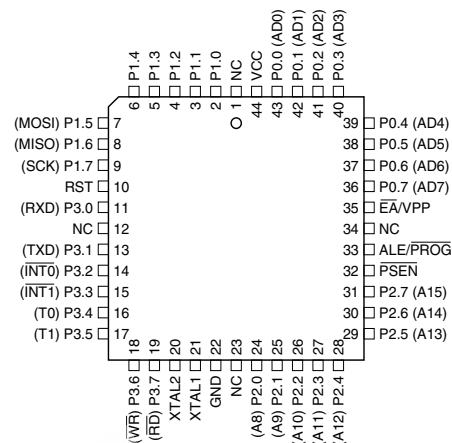 P1.4
P1.3
P1.2
P1.1
P1.0
NC
VCC
P0.0 (AD0)
P0.1 (AD1)
P0.2 (AD2)
P0.3 (AD3)
6
5
4
3
2
1
44
43
42
41
40
(MOSI) P1.5 7
(MISO) P1.6 8
(SCK) P1.7 9
RST 10
(RXD) P3.0 11
NC 12
(TXD) P3.1 13
(INT0) P3.2 14
(INT1) P3.3 15
(T0) P3.4 16
(T1) P3.5 17
39 P0.4 (AD4)
38 P0.5 (AD5)
37 P0.6 (AD6)
36 P0.7 (AD7)
35 EA/VPP
34 NC
33 ALE/PROG
32 PSEN
31 P2.7 (A15)
30 P2.6 (A14)
29 P2.5 (A13)
18
19
20
21
22
23
24
25
26
27
28
(WR) P3.6
(RD) P3.7
XTAL2
XTAL1
GND
NC
(A8) P2.0
(A9) P2.1
(A10) P2.2
(A11) P2.3
(A12) P2.4